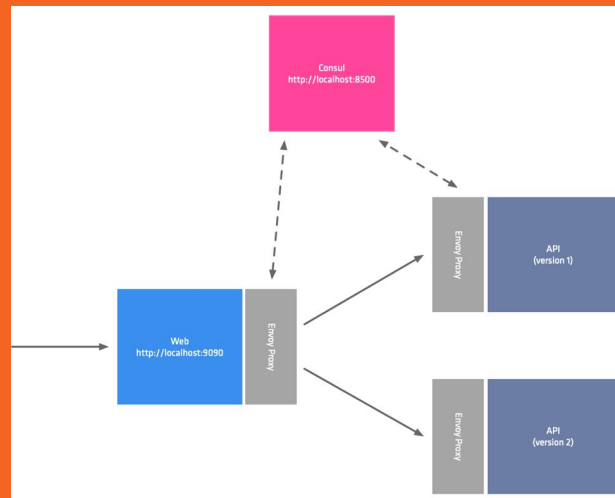 Consul
http://localhost:8500
Envoy Proxy
API
(version 1)
Web
http://localhost:9090
Envoy Proxy
Envoy Proxy
API
(version 2)